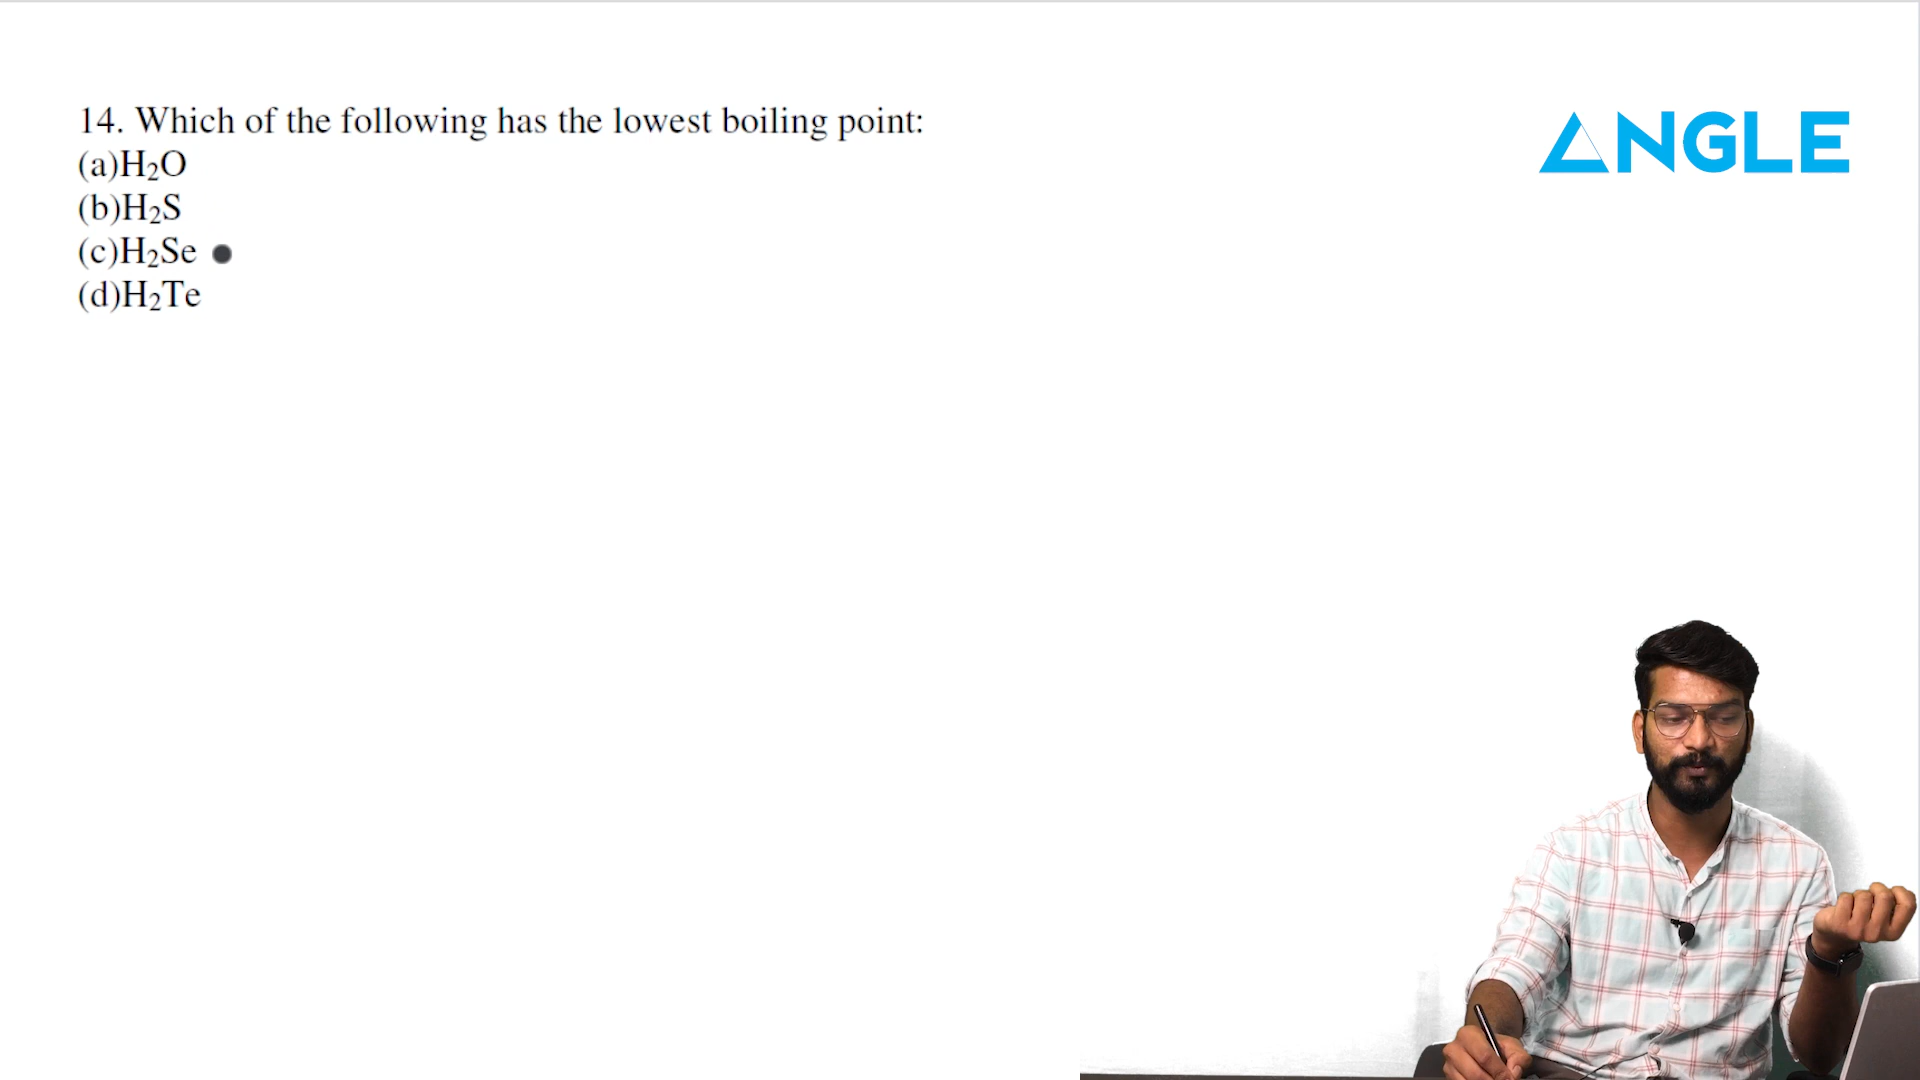 14. Which of the following has the lowest boiling point:
(a)H₂O
(b)H₂S
(c)H₂Se
(d)H₂Te
ANGLE